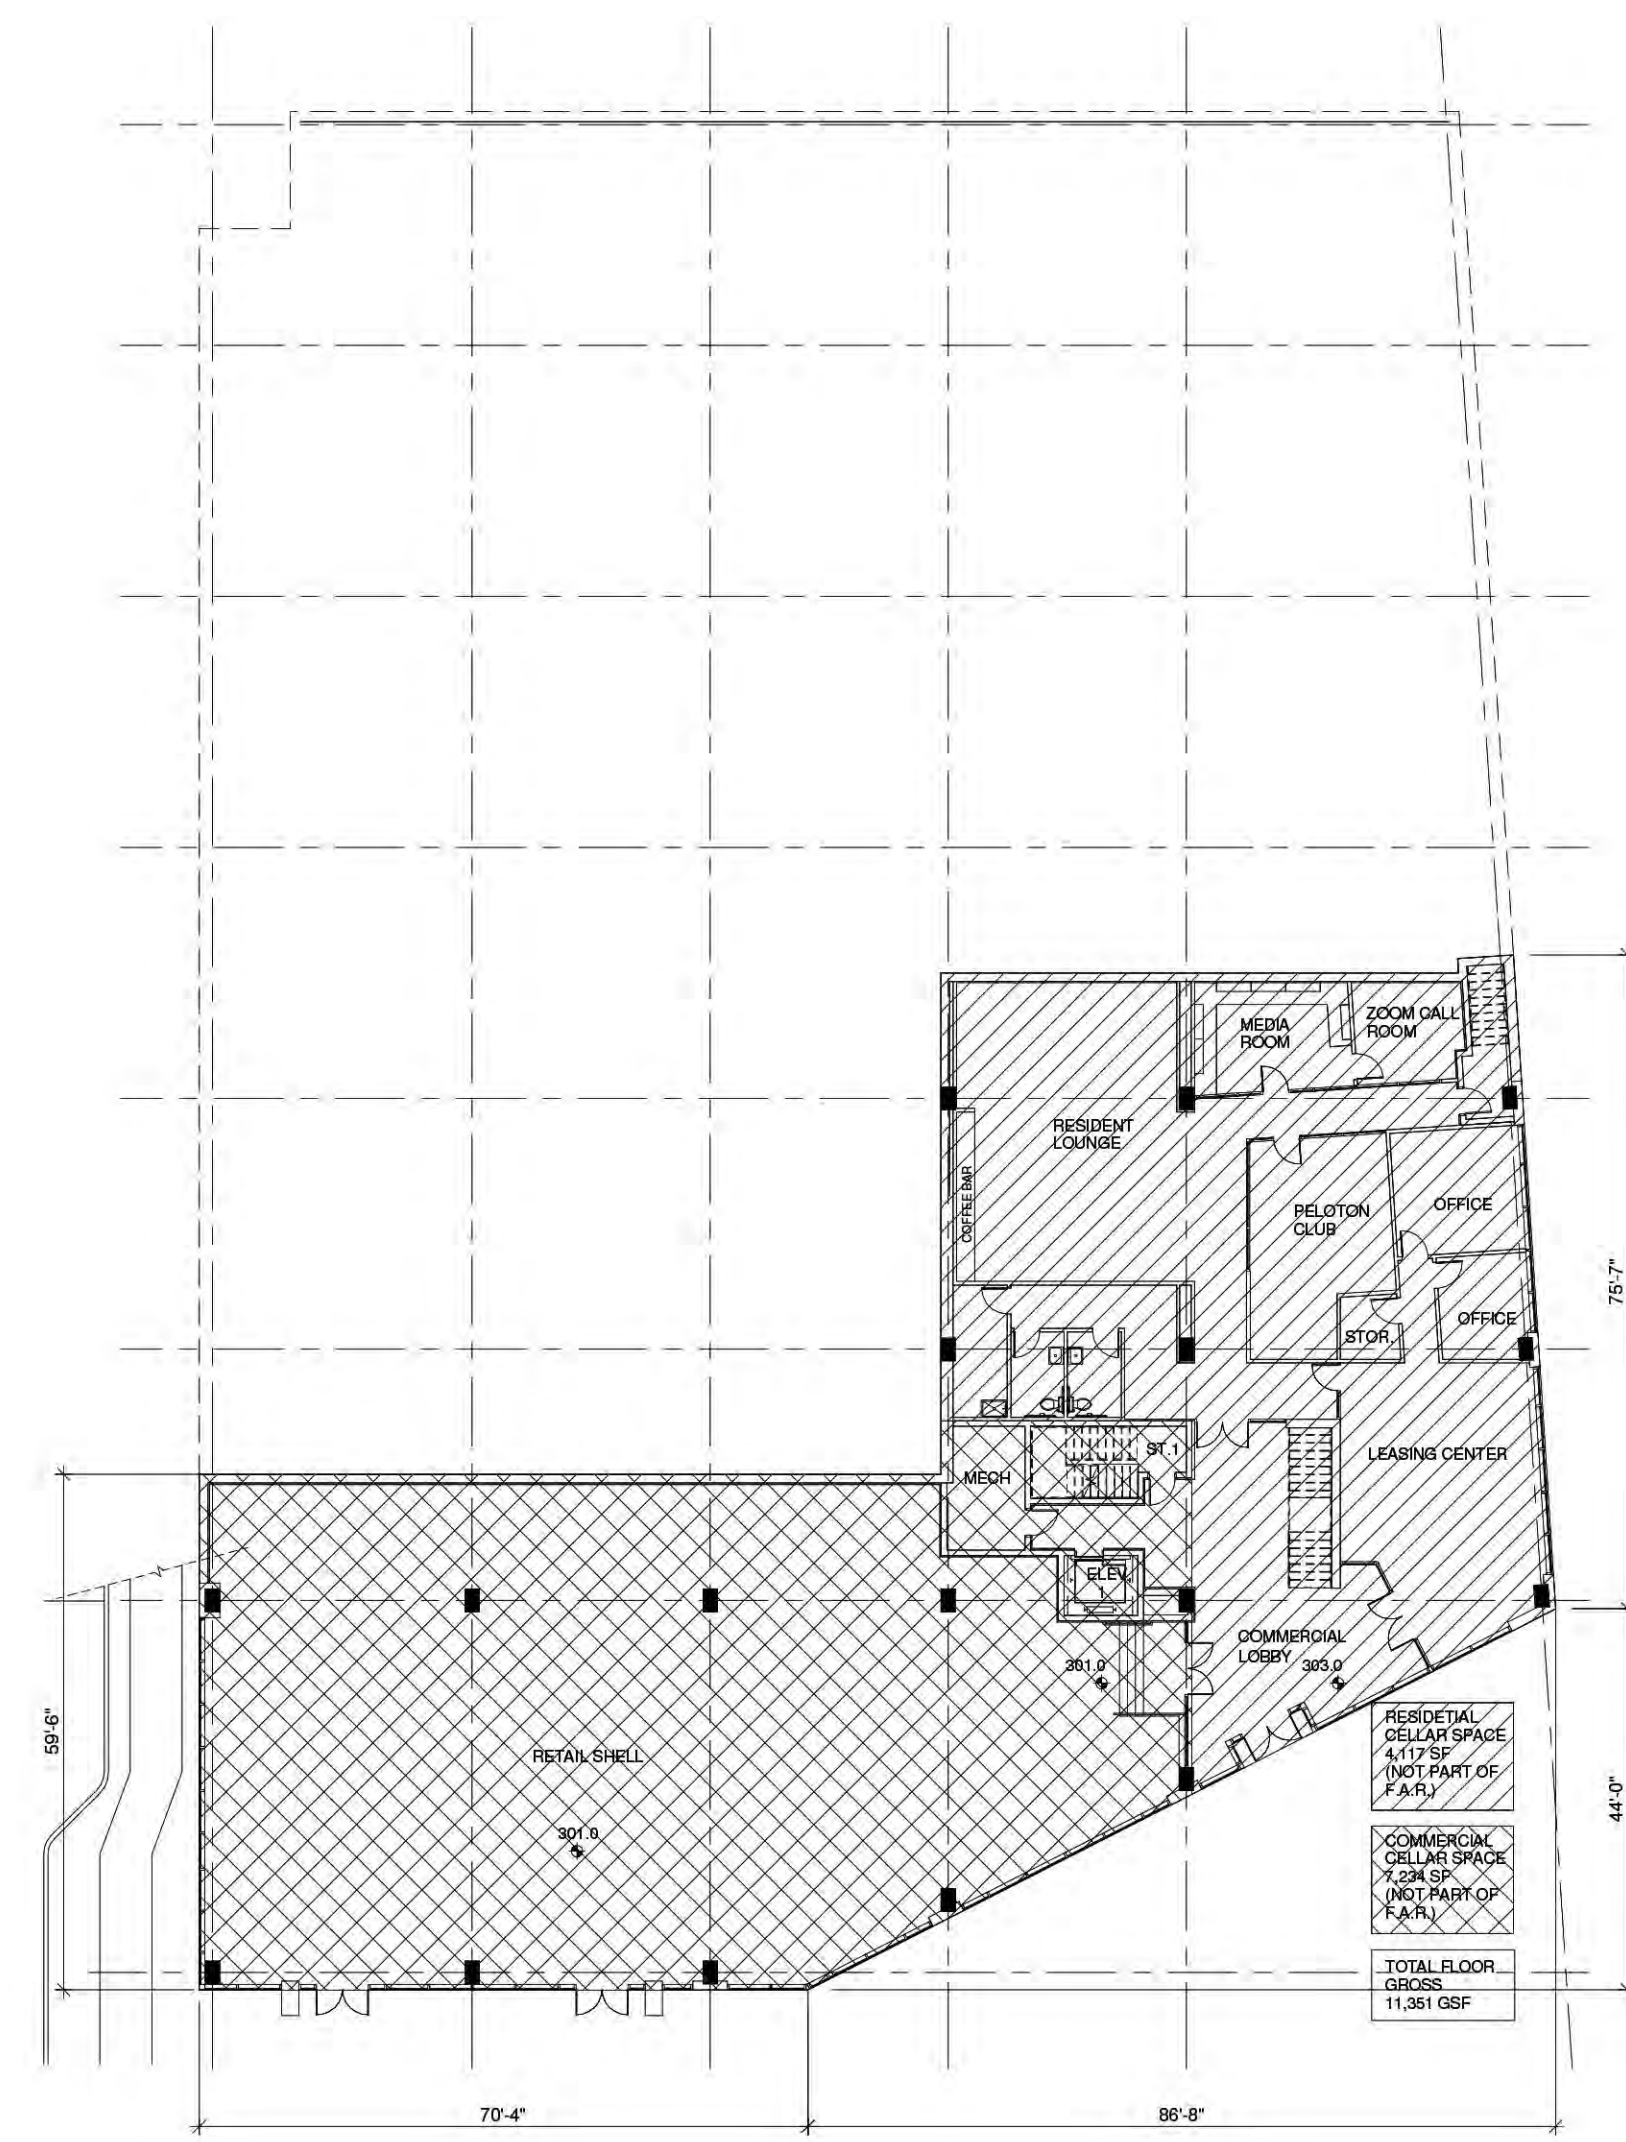 MEDIA
ROOM
ZOOM CALL
ROOM
RESIDENT
LOUNGE
COFFEE BAR
PELOTON
CLUB
OFFICE
OFFICE
STOR.
75'-7"
MECH
ST.1
LEASING CENTER
ELEV.
1
COMMERCIAL
LOBBY
303.0
301.0
59'-6"
RETAIL SHELL
301.0
RESIDETIAL
CELLAR SPACE
4,117 SF
(NOT PART OF
F.A.R.)
44'-0"
COMMERCIAL
CELLAR SPACE
7,234 SF
(NOT PART OF
F.A.R.)
TOTAL FLOOR
GROSS
11,351 GSF
70'-4"
86'-8"